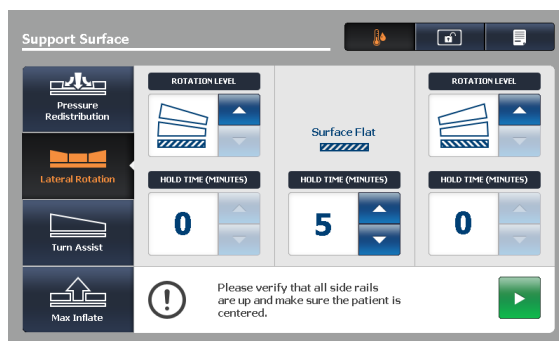 Support Surface
Pressure
Redistribution
Lateral Rotation
Turn Assist
Max Inflate
ROTATION LEVEL
Surface Flat
ROTATION LEVEL
HOLD TIME (MINUTES)
HOLD TIME (MINUTES)
HOLD TIME (MINUTES)
0
5
0
Please verify that all side rails
are up and make sure the patient is
centered.